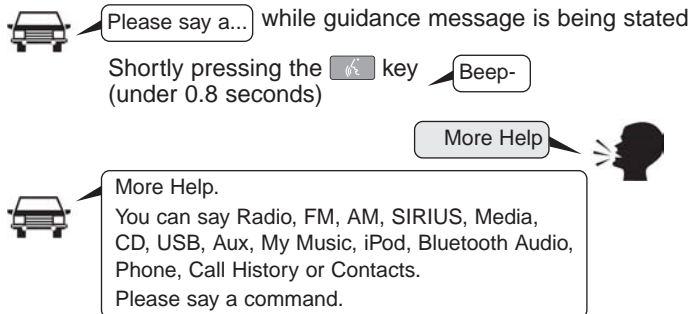 Please say a... while guidance message is being stated
Shortly pressing the key Beep-
(under 0.8 seconds)
More Help
More Help.
You can say Radio, FM, AM, SIRIUS, Media,
CD, USB, Aux, My Music, iPod, Bluetooth Audio,
Phone, Call History or Contacts.
Please say a command.